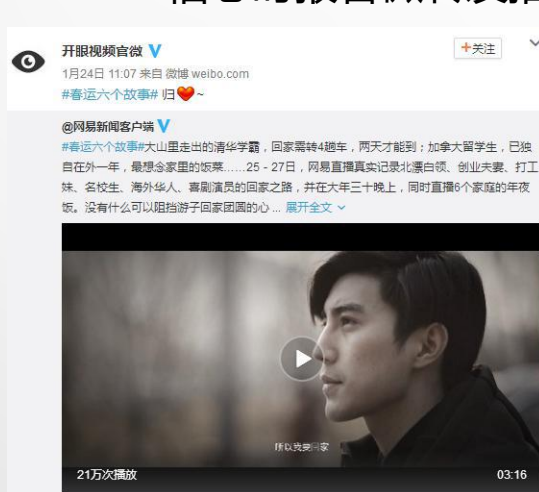 开眼视频官微 V
+关注
1月24日 11:07 来自 微博 weibo.com
#春运六个故事# 归❤~
@网易新闻客户端 V
#春运六个故事#大山里走出的清华学霸，回家需转4趟车，两天才能到；加拿大留学生，已独
自在外一年，最想念家里的饭菜……25 - 27日，网易直播真实记录北漂白领、创业夫妻、打工
妹、名校生、海外华人、喜剧演员的回家之路，并在大年三十晚上，同时直播6个家庭的年夜
饭。没有什么可以阻挡游子回家团圆的心 ... 展开全文
所以我要回家
21万次播放
03:16